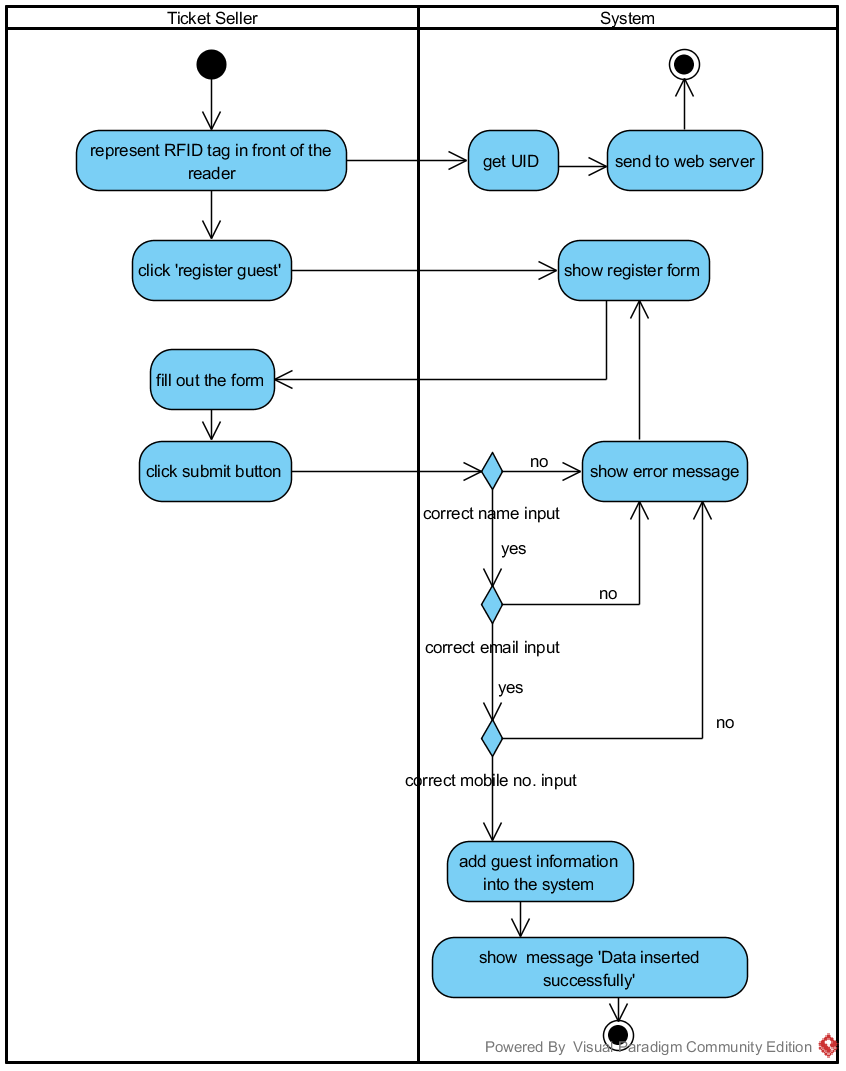 Ticket Seller
System
represent RFID tag in front of the
reader
get UID
send to web server
click 'register guest'
show register form
fill out the form
click submit button
no
show error message
correct name input
yes
no
correct email input
yes
no
correct mobile no. input
add guest information
into the system
show  message 'Data inserted
successfully'
Powered By  Visual Paradigm Community Edition